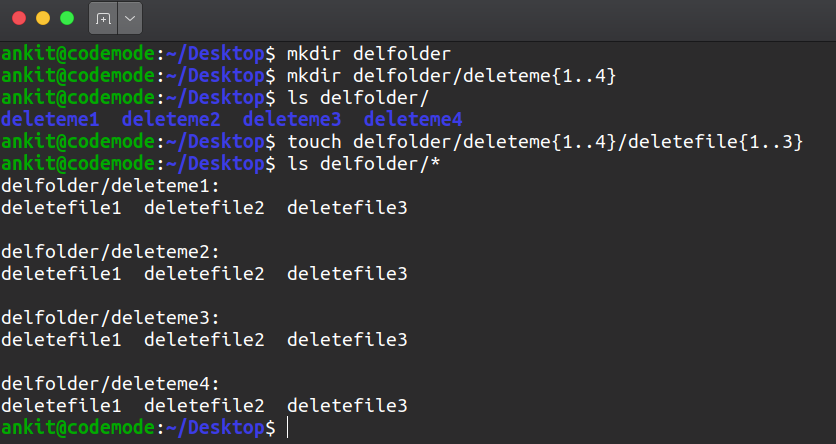 ankit@codemode:~/Desktop$ mkdir delfolder
ankit@codemode:~/Desktop$ mkdir delfolder/deleteme{1..4}
ankit@codemode:~/Desktop$ ls delfolder/
deleteme1  deleteme2  deleteme3  deleteme4
ankit@codemode:~/Desktop$ touch delfolder/deleteme{1..4}/deletefile{1..3}
ankit@codemode:~/Desktop$ ls delfolder/*
delfolder/deleteme1:
deletefile1  deletefile2  deletefile3

delfolder/deleteme2:
deletefile1  deletefile2  deletefile3

delfolder/deleteme3:
deletefile1  deletefile2  deletefile3

delfolder/deleteme4:
deletefile1  deletefile2  deletefile3
ankit@codemode:~/Desktop$